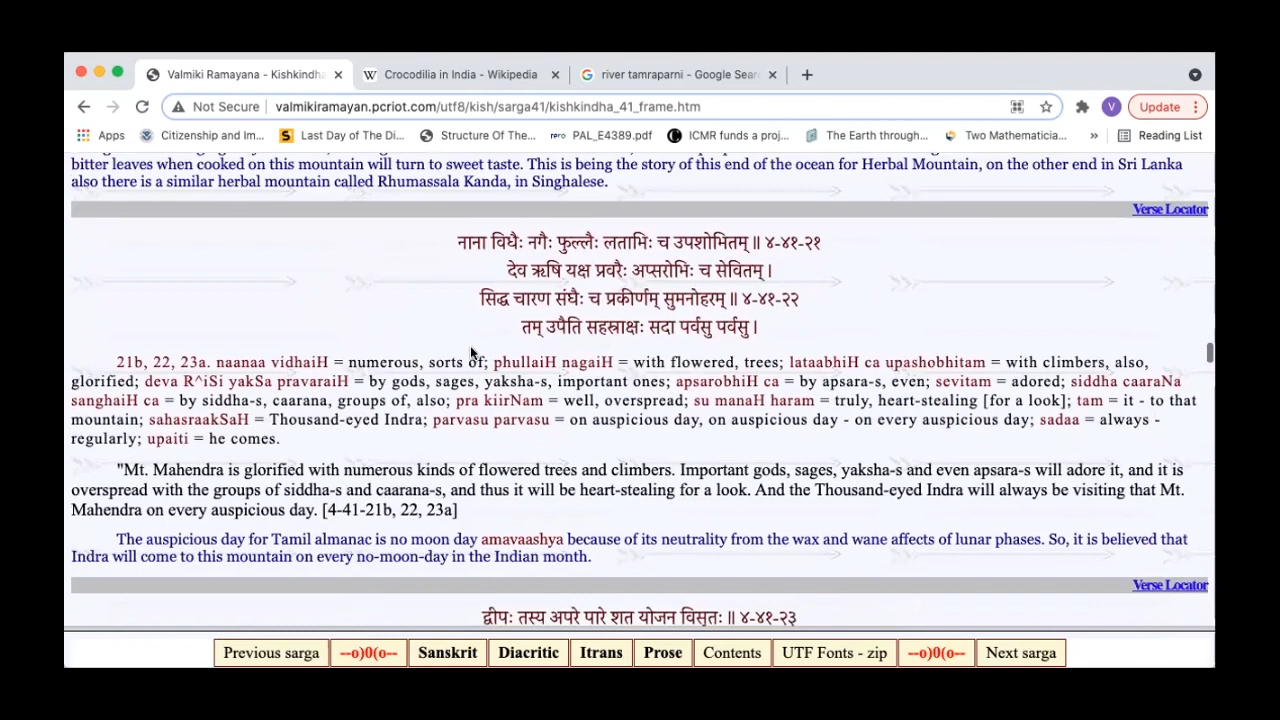 Valmiki Ramayana - Kishkindha
Crocodilia in India - Wikipedia
river tamraparni - Google Sear
Not Secure
valmikiramayan.pcriot.com/utf8/kish/sarga41/kishkindha_41_frame.htm
V
Update
Apps
Citizenship and Im...
Last Day of The Di...
Structure Of The...
PAL_E4389.pdf
ICMR funds a proj...
The Earth through...
Two Mathematicia...
»
Reading List
bitter leaves when cooked on this mountain will turn to sweet taste. This is being the story of this end of the ocean for Herbal Mountain, on the other end in Sri Lanka
also there is a similar herbal mountain called Rhumassala Kanda, in Singhalese.
Verse Locator
नाना विधैः नगैः फुल्लैः लताभिः च उपशोभितम् ॥ ४-४१-२१
देव ऋषि यक्ष प्रवरैः अप्सरोभिः च सेवितम् ।
सिद्ध चारण संघैः च प्रकीर्णम् सुमनोहरम् ॥ ४-४१-२२
तम् उपैति सहस्राक्षः सदा पर्वसु पर्वसु ।
21b, 22, 23a. naanaa vidhaiH = numerous, sorts of; phullaiH nagaiH = with flowered, trees; lataabhiH ca upashobhitam = with climbers, also,
glorified; deva R^iSi yakSa pravaraiH = by gods, sages, yaksha-s, important ones; apsarobhiH ca = by apsara-s, even; sevitam = adored; siddha caaraNa
sanghaiH ca = by siddha-s, caarana, groups of, also; pra kiirNam = well, overspread; su manaH haram = truly, heart-stealing [for a look]; tam = it - to that
mountain; sahasraakSaH = Thousand-eyed Indra; parvasu parvasu = on auspicious day, on auspicious day - on every auspicious day; sadaa = always -
regularly; upaiti = he comes.
"Mt. Mahendra is glorified with numerous kinds of flowered trees and climbers. Important gods, sages, yaksha-s and even apsara-s will adore it, and it is
overspread with the groups of siddha-s and caarana-s, and thus it will be heart-stealing for a look. And the Thousand-eyed Indra will always be visiting that Mt.
Mahendra on every auspicious day. [4-41-21b, 22, 23a]
The auspicious day for Tamil almanac is no moon day amavaashya because of its neutrality from the wax and wane affects of lunar phases. So, it is believed that
Indra will come to this mountain on every no-moon-day in the Indian month.
Verse Locator
द्वीपः तस्य अपरे पारे शत योजन विस्तृतः ॥ ४-४१-२३
Previous sarga
--o)0(o--
Sanskrit
Diacritic
Itrans
Prose
Contents
UTF Fonts - zip
--o)0(o--
Next sarga